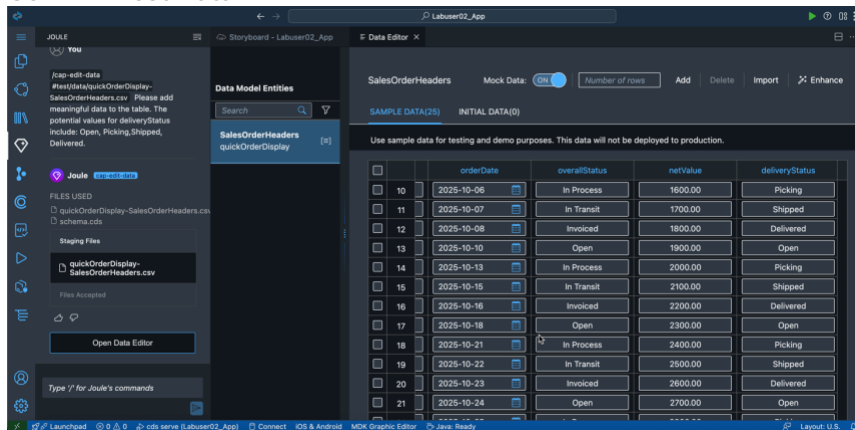 Labuser02_App
JOULE
Storyboard - Labuser02_App
Data Editor
You
/cap-edit-data
#test/data/quickOrderDisplay-
SalesOrderHeaders.csv Please add
meaningful data to the table. The
potential values for deliveryStatus
include: Open, Picking,Shipped,
Delivered.
Joule cap-edit-data
FILES USED
quickOrderDisplay-SalesOrderHeaders.csv
schema.cds
Staging Files
quickOrderDisplay-
SalesOrderHeaders.csv
Files Accepted
Open Data Editor
Type '/' for Joule's commands
Data Model Entities
Search
SalesOrderHeaders
quickOrderDisplay
SalesOrderHeaders Mock Data: ON Number of rows Add Delete Import Enhance
SAMPLE DATA(25) INITIAL DATA(0)
Use sample data for testing and demo purposes. This data will not be deployed to production.
orderDate overallStatus netValue deliveryStatus
10 2025-10-06 In Process 1600.00 Picking
11 2025-10-07 In Transit 1700.00 Shipped
12 2025-10-08 Invoiced 1800.00 Delivered
13 2025-10-10 Open 1900.00 Open
14 2025-10-13 In Process 2000.00 Picking
15 2025-10-15 In Transit 2100.00 Shipped
16 2025-10-16 Invoiced 2200.00 Delivered
17 2025-10-18 Open 2300.00 Open
18 2025-10-21 In Process 2400.00 Picking
19 2025-10-22 In Transit 2500.00 Shipped
20 2025-10-23 Invoiced 2600.00 Delivered
21 2025-10-24 Open 2700.00 Open
Launchpad 0 0 cds serve (Labuser02_App) Connect iOS & Android MDK Graphic Editor Java: Ready Layout: U.S.